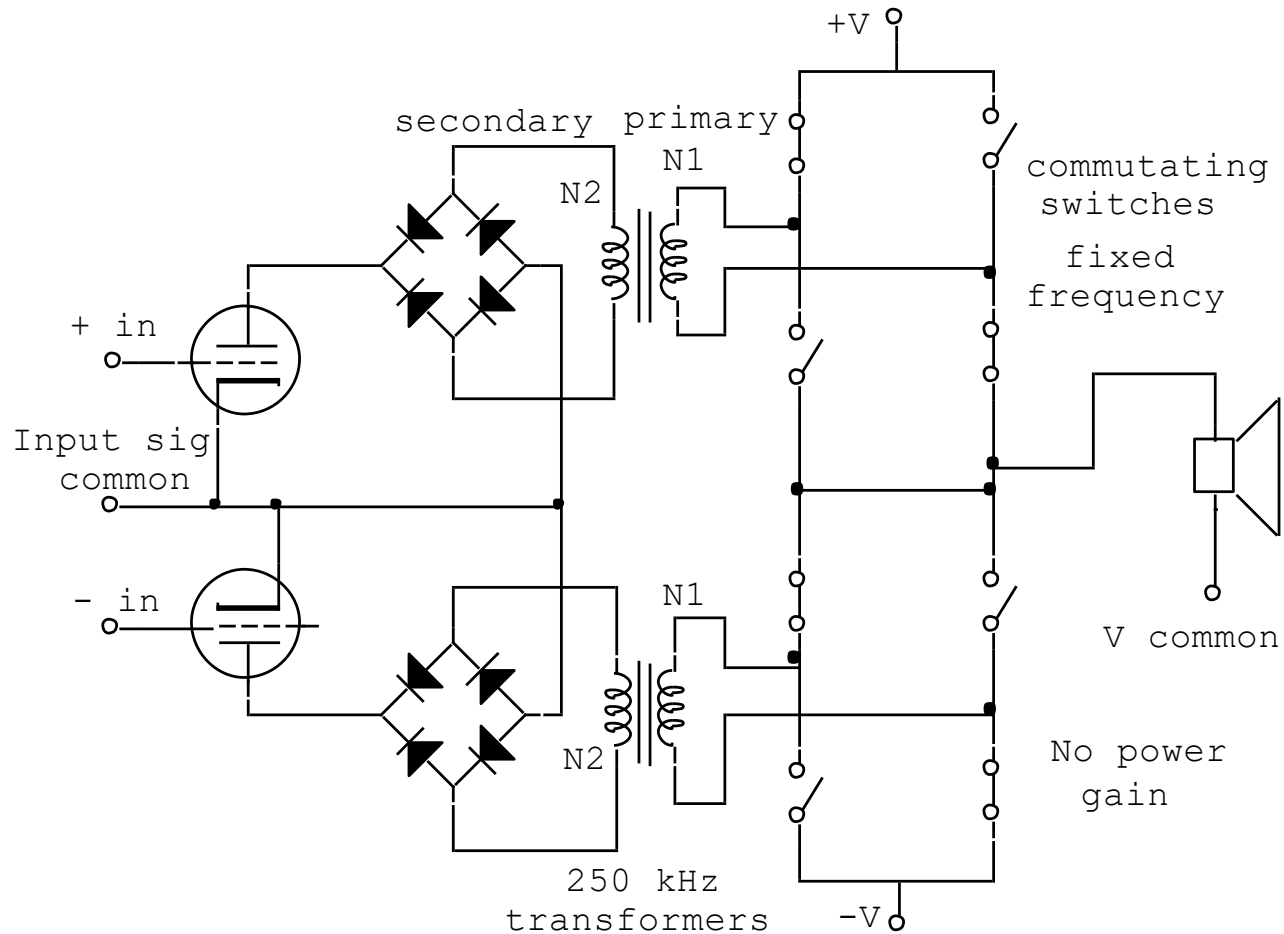 +V
secondary
primary
N1
N2
commutating
switches
fixed
frequency
+ in
Input sig
common
- in
N1
V common
N2
No power
gain
250 kHz
transformers
-V